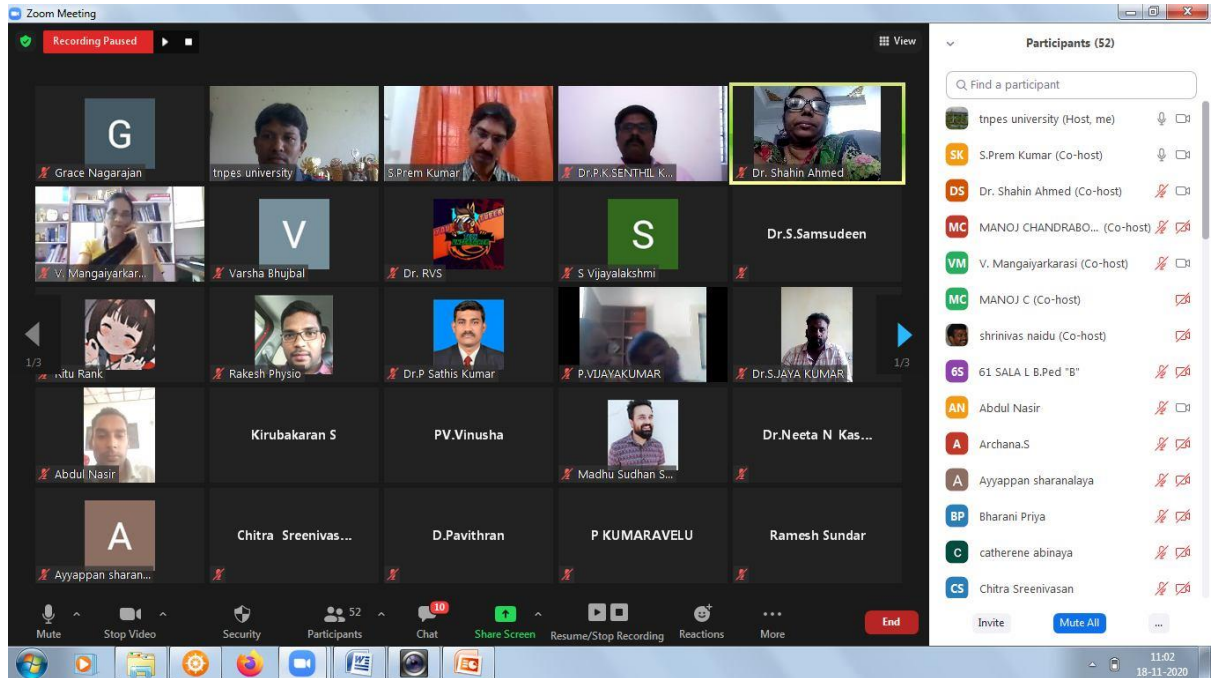 Zoom Meeting
Recording Paused
View
G
Grace Nagarajan
tnpes university
S.Prem Kumar
Dr.P.K.SENTHIL K...
Dr. Shahin Ahmed
V. Mangaiyarkar...
V
Varsha Bhujbal
Dr. RVS
S
S Vijayalakshmi
Dr.S.Samsudeen
1/3
Ritu Rank
Rakesh Physio
Dr.P Sathis Kumar
P.VIJAYAKUMAR
Dr.S.JAYA KUMAR
1/3
Abdul Nasir
Kirubakaran S
PV.Vinusha
Madhu Sudhan S...
Dr.Neeta N Kas...
A
Ayyappan sharan...
Chitra Sreenivas...
D.Pavithran
P KUMARAVELU
Ramesh Sundar
Mute
Stop Video
Security
52
Participants
10
Chat
Share Screen
Resume/Stop Recording
Reactions
More
End
Participants (52)
Find a participant
tnpes university (Host, me)
SK S.Prem Kumar (Co-host)
DS Dr. Shahin Ahmed (Co-host)
MC MANOJ CHANDRABO... (Co-host)
VM V. Mangaiyarkarasi (Co-host)
MC MANOJ C (Co-host)
shrinivas naidu (Co-host)
6S 61 SALA L B.Ped "B"
AN Abdul Nasir
A Archana.S
A Ayyappan sharanalaya
BP Bharani Priya
C catherene abinaya
CS Chitra Sreenivasan
Invite
Mute All
...
11:02
18-11-2020